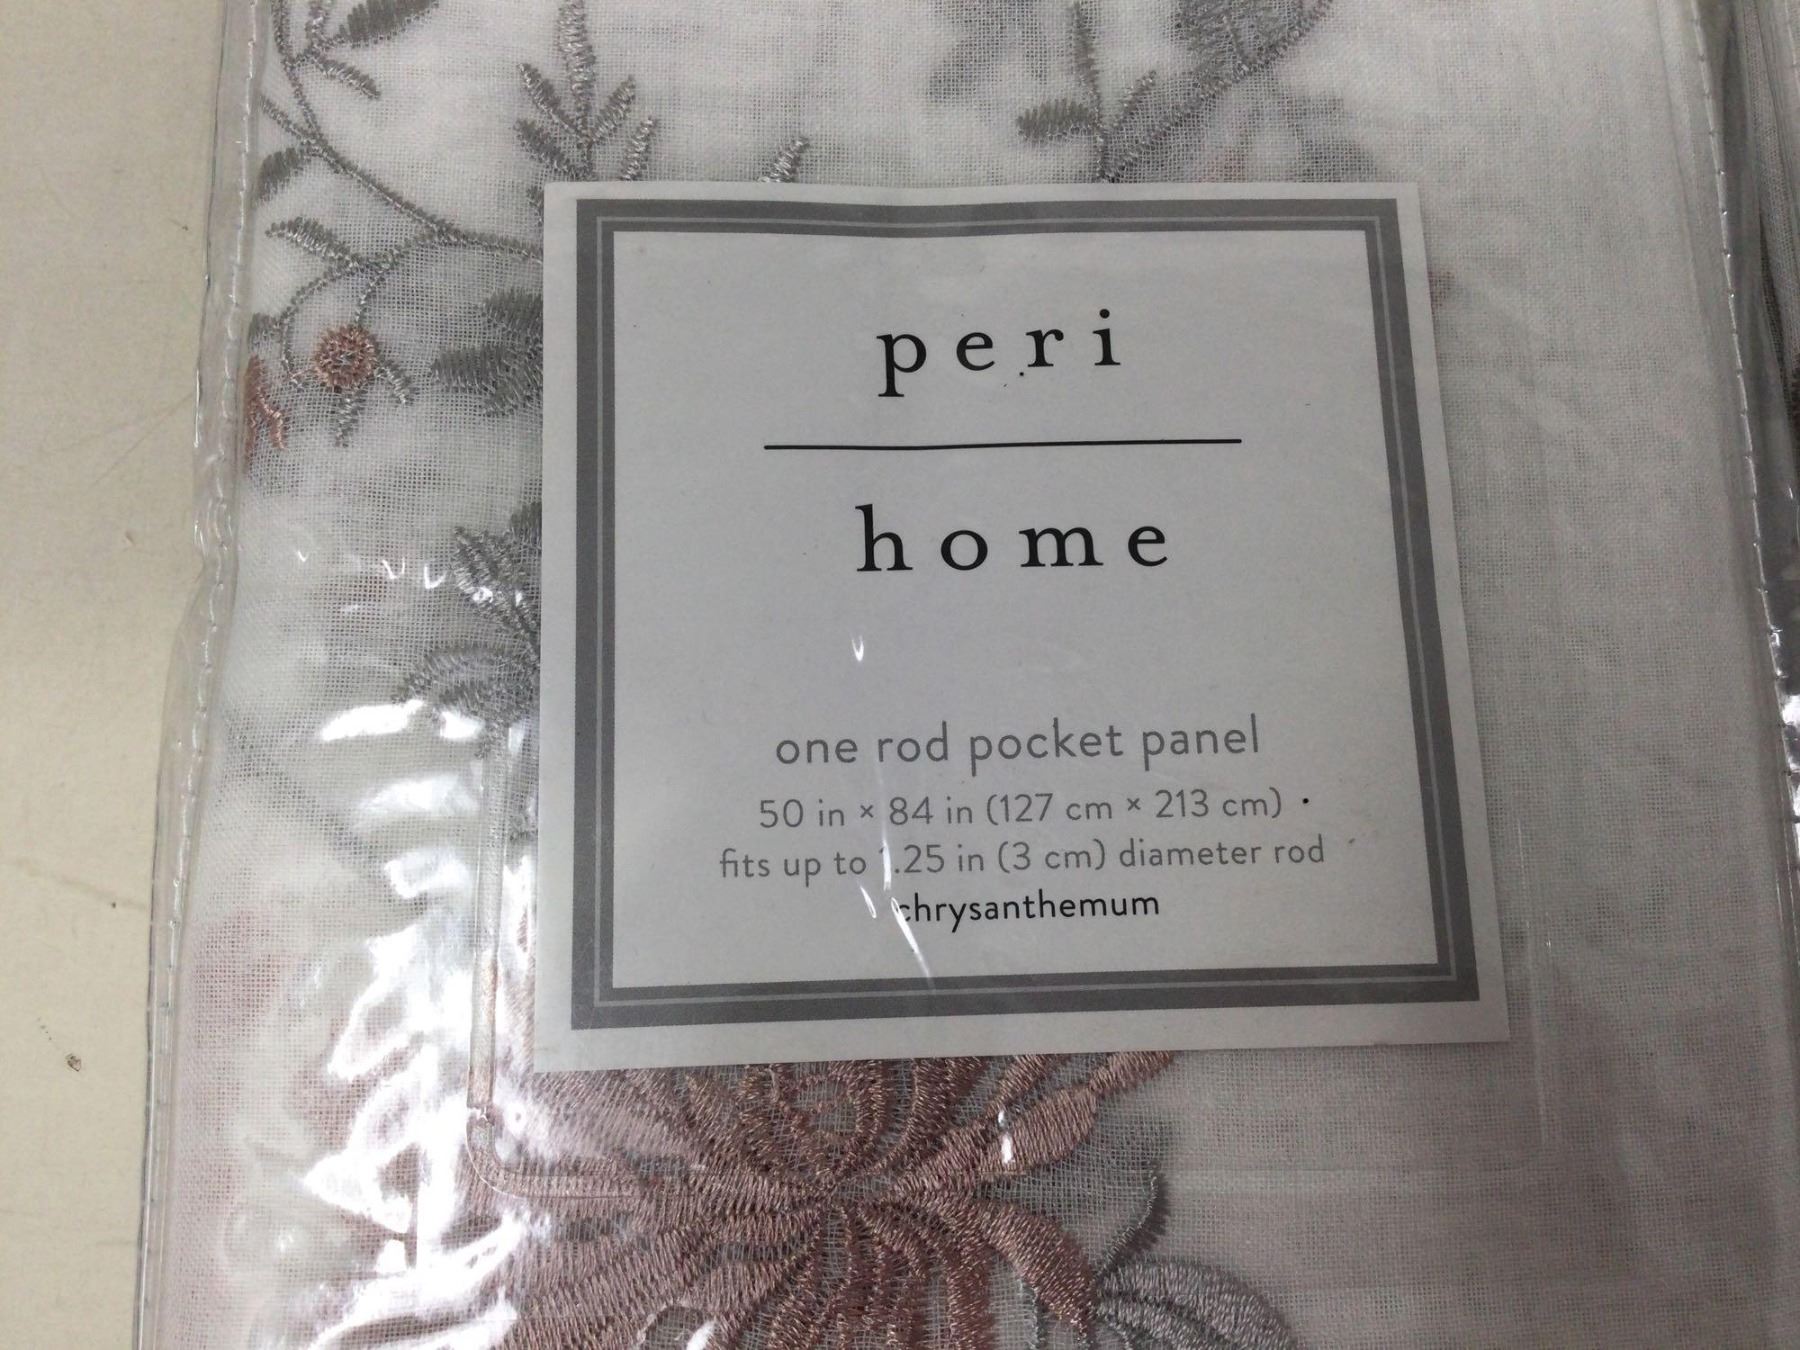 peri
home
one rod pocket panel
50 in × 84 in (127 cm × 213 cm)
fits up to 1.25 in (3 cm) diameter rod
chrysanthemum